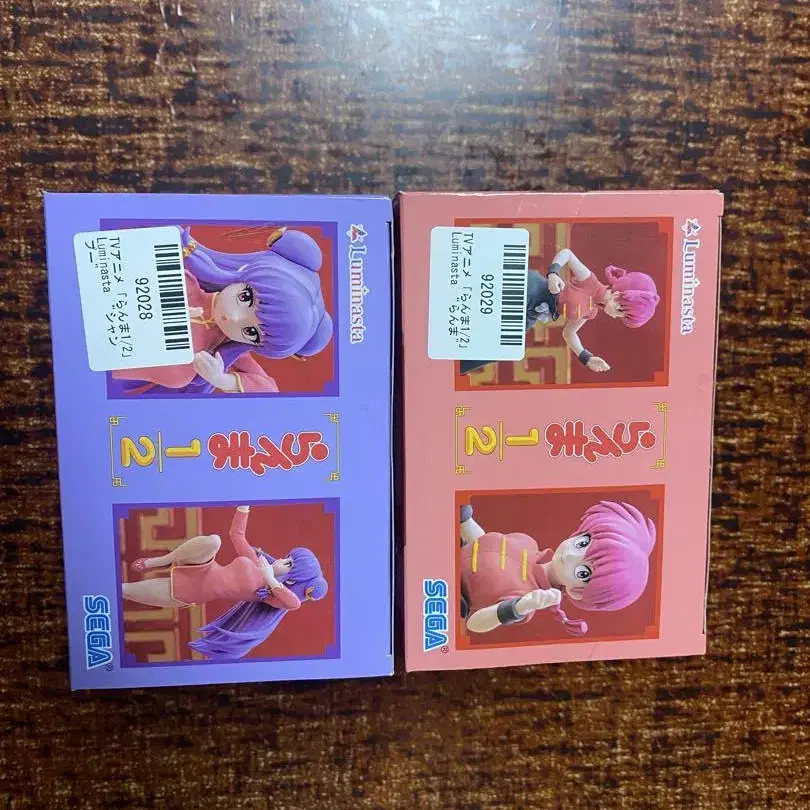 Luminasta
92028
TVアニメ「らんま1/2」
Luminasta "シャン
プー"
らんま
1
2
SEGA®
Luminasta
92029
TVアニメ「らんま1/2」
Luminasta "らんま"
らんま
1
2
SEGA®